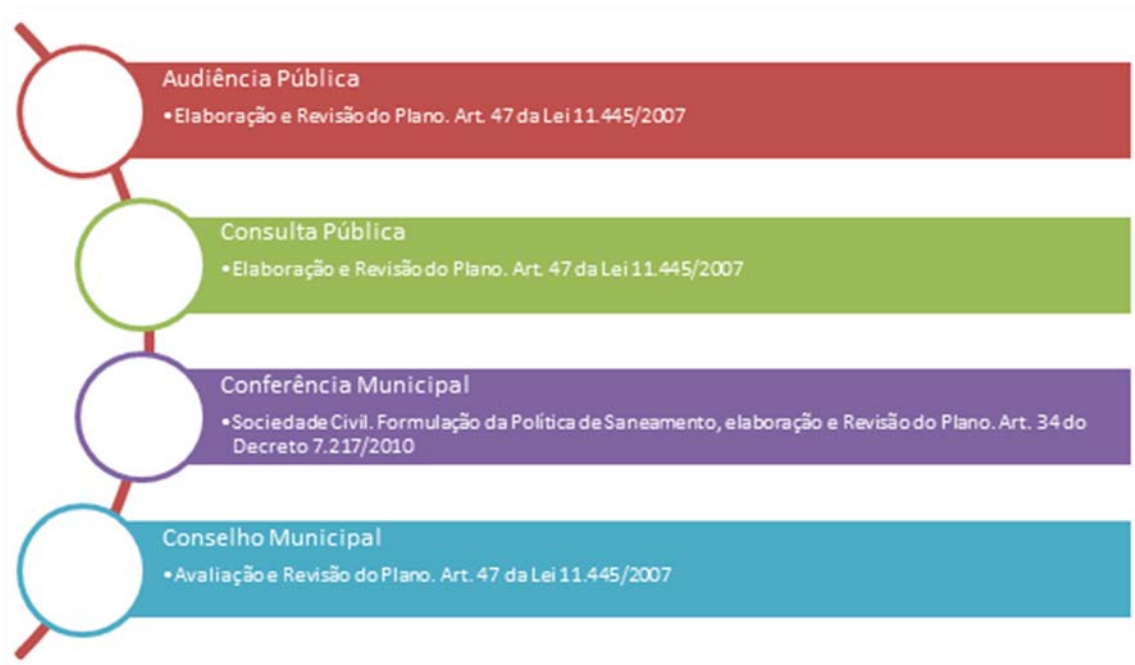 Audiência Pública
•Elaboração e Revisão do Plano. Art. 47 da Lei 11.445/2007
Consulta Pública
•Elaboração e Revisão do Plano. Art. 47 da Lei 11.445/2007
Conferência Municipal
•Sociedade Civil. Formulação da Política de Saneamento, elaboração e Revisão do Plano. Art. 34 do
Decreto 7.217/2010
Conselho Municipal
•Avaliação e Revisão do Plano. Art. 47 da Lei 11.445/2007